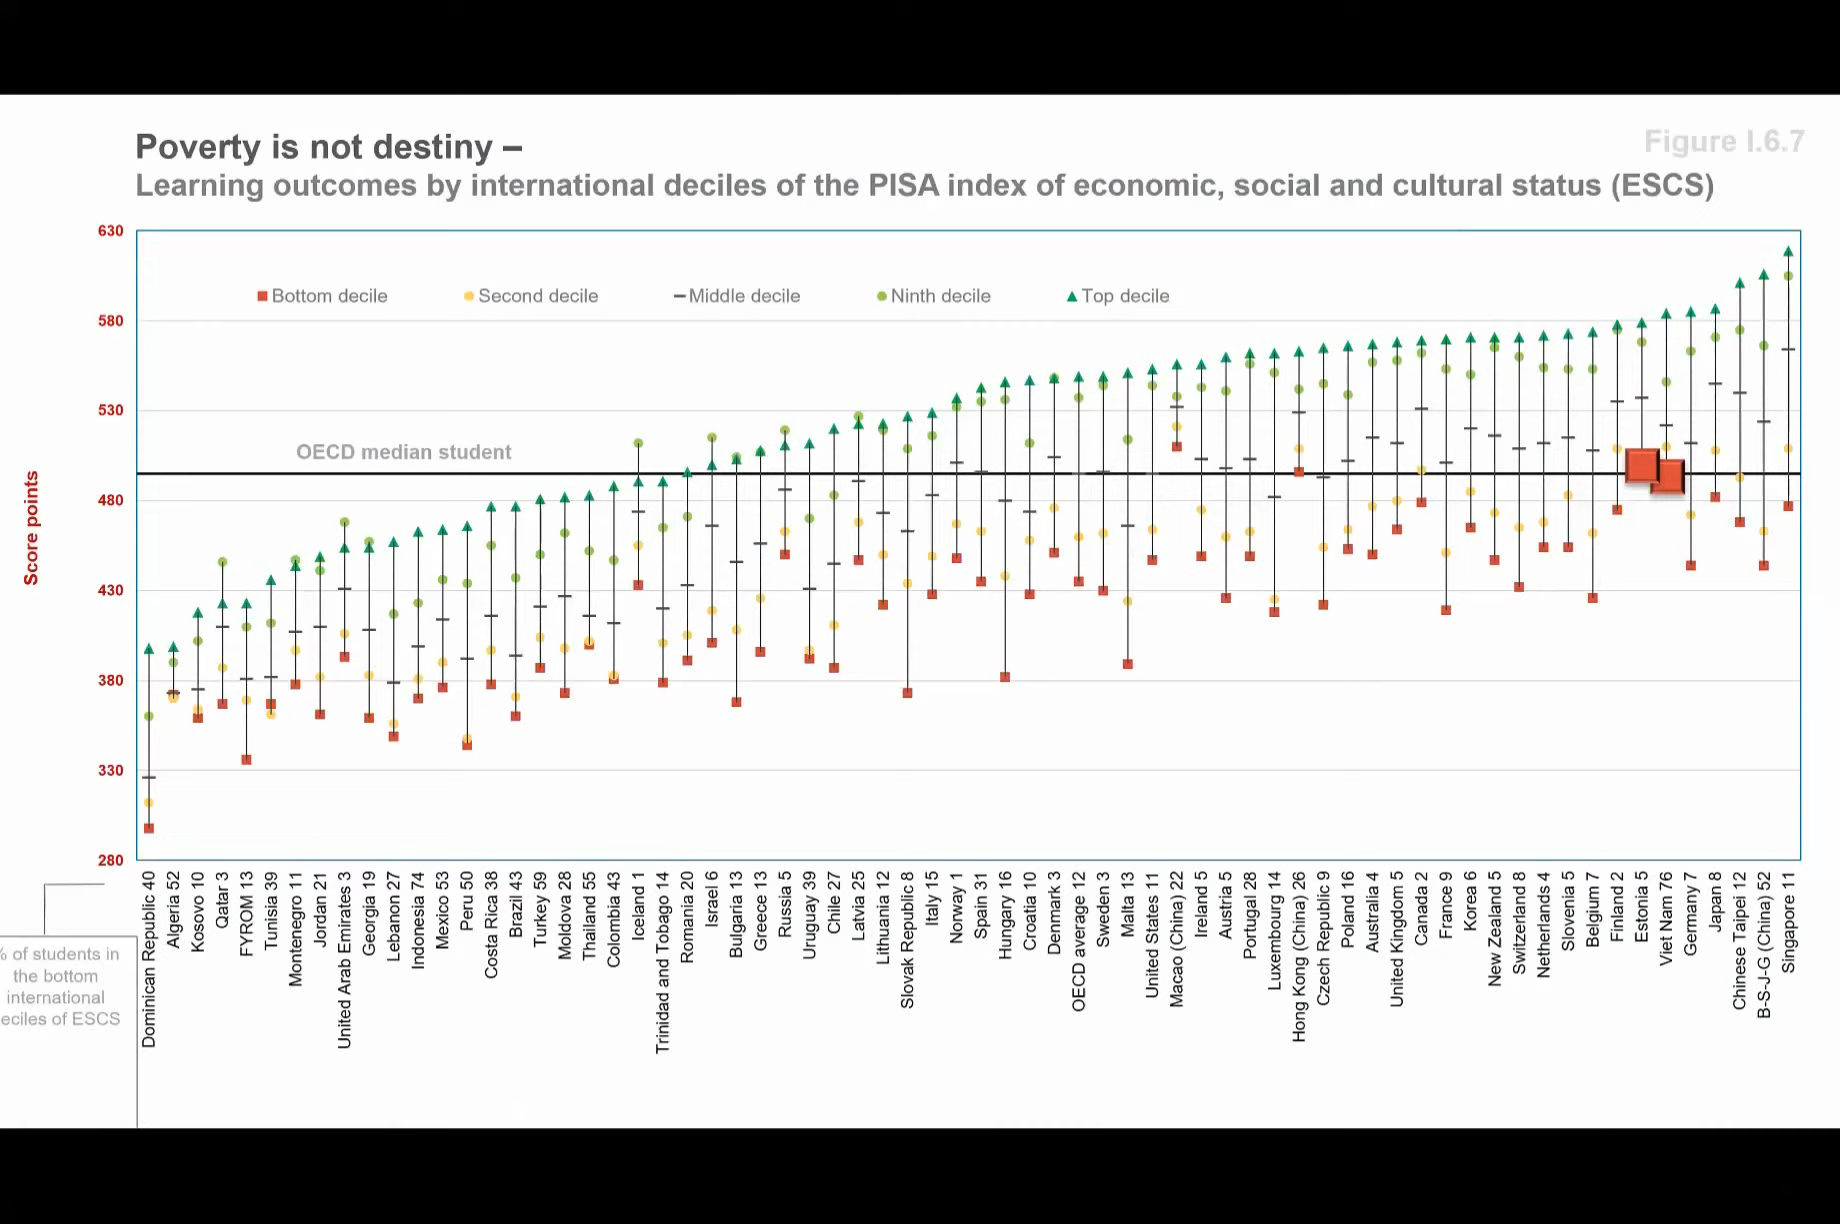 Poverty is not destiny –
Figure I.6.7
Learning outcomes by international deciles of the PISA index of economic, social and cultural status (ESCS)
630
580
530
480
430
380
330
280
Score points
Bottom decile
Second decile
Middle decile
Ninth decile
Top decile
OECD median student
Dominican Republic 40
Algeria 52
Kosovo 10
Qatar 3
FYROM 13
Tunisia 39
Montenegro 11
Jordan 21
United Arab Emirates 3
Georgia 19
Lebanon 27
Indonesia 74
Mexico 53
Peru 50
Costa Rica 38
Brazil 43
Turkey 59
Moldova 28
Thailand 55
Colombia 43
Iceland 1
Trinidad and Tobago 14
Romania 20
Israel 6
Bulgaria 13
Greece 13
Russia 5
Uruguay 39
Chile 27
Latvia 25
Lithuania 12
Slovak Republic 8
Italy 15
Norway 1
Spain 31
Hungary 16
Croatia 10
Denmark 3
OECD average 12
Sweden 3
Malta 13
United States 11
Macao (China) 22
Ireland 5
Austria 5
Portugal 28
Luxembourg 14
Hong Kong (China) 26
Czech Republic 9
Poland 16
Australia 4
United Kingdom 5
Canada 2
France 9
Korea 6
New Zealand 5
Switzerland 8
Netherlands 4
Slovenia 5
Belgium 7
Finland 2
Estonia 5
Viet Nam 76
Germany 7
Japan 8
Chinese Taipei 12
B-S-J-G (China) 52
Singapore 11
% of students in
the bottom
international
eciles of ESCS